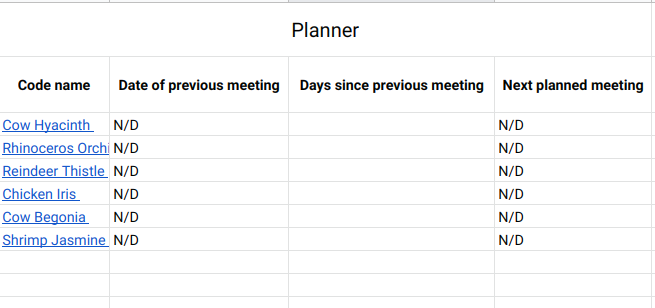 Planner
Code name Date of previous meeting Days since previous meeting Next planned meeting
Cow Hyacinth N/D N/D
Rhinoceros Orchi N/D N/D
Reindeer Thistle N/D N/D
Chicken Iris N/D N/D
Cow Begonia N/D N/D
Shrimp Jasmine N/D N/D